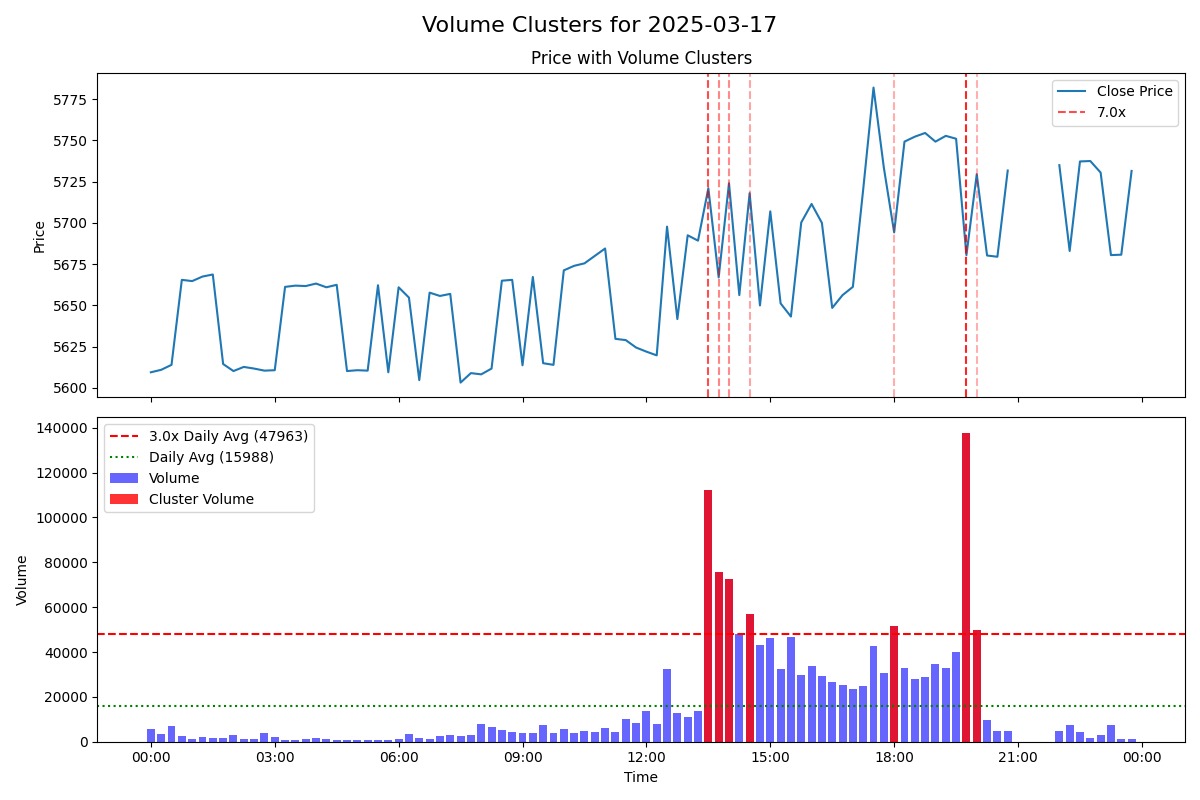 Volume Clusters for 2025-03-17
Price with Volume Clusters
Close Price
7.0x
5775
5750
5725
5700
5675
5650
5625
5600
Price
3.0x Daily Avg (47963)
Daily Avg (15988)
Volume
Cluster Volume
140000
120000
100000
80000
60000
40000
20000
0
Volume
00:00
03:00
06:00
09:00
12:00
15:00
18:00
21:00
00:00
Time